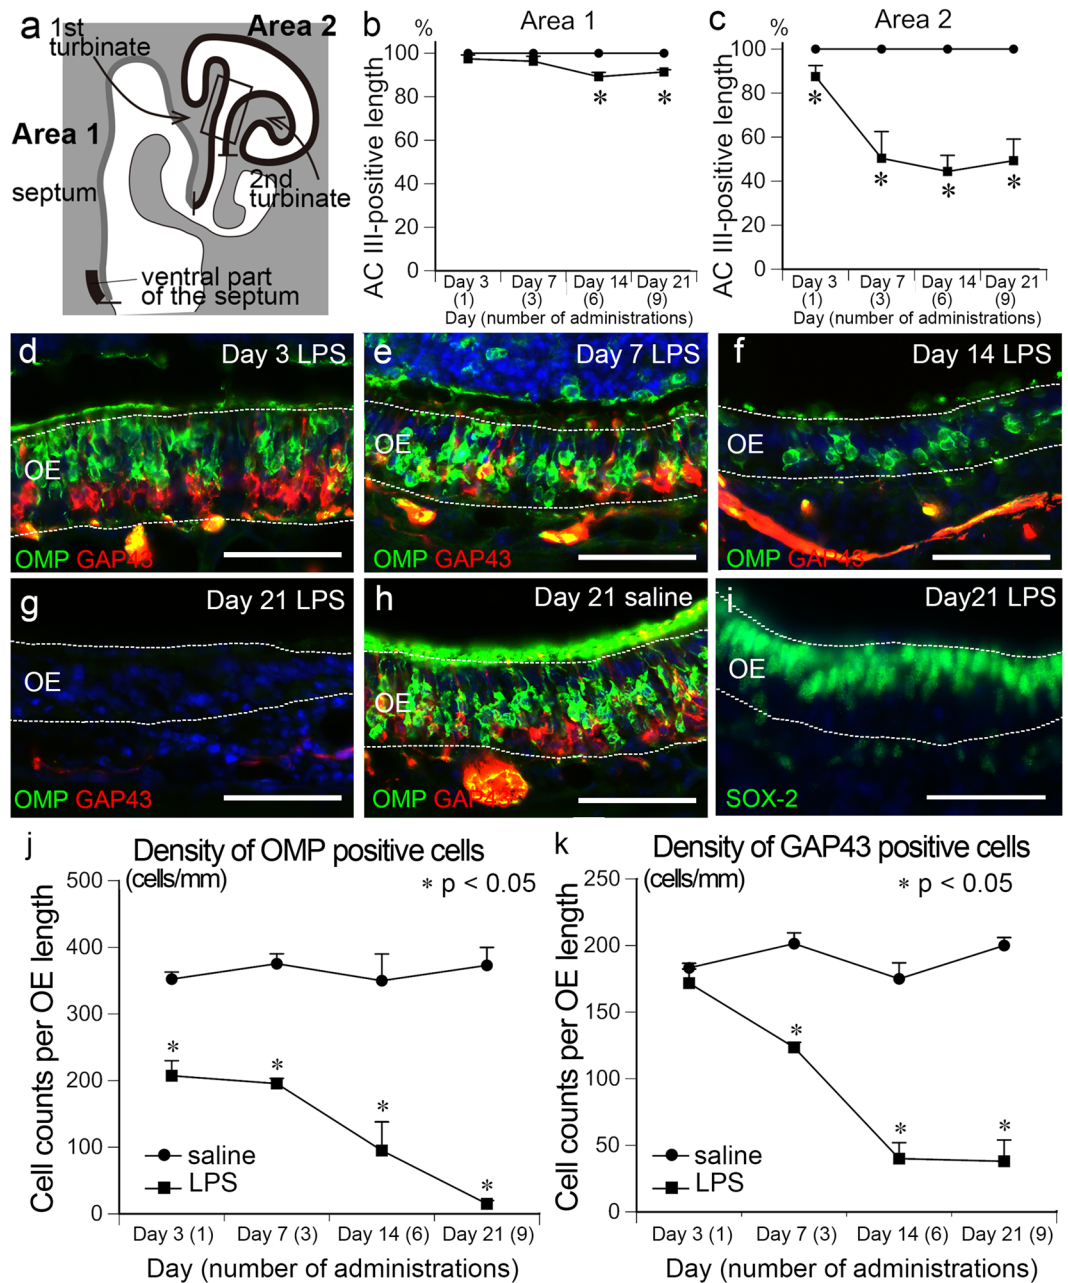 a
1st
turbinate
Area 2
Area 1
septum
2nd
turbinate
ventral part
of the septum
b
%
Area 1
AC III-positive length
100
80
60
40
20
0
Day 3 Day 7 Day 14 Day 21
(1) (3) (6) (9)
Day (number of administrations)
c
%
Area 2
AC III-positive length
100
80
60
40
20
0
Day 3 Day 7 Day 14 Day 21
(1) (3) (6) (9)
Day (number of administrations)
* * * * * *
d
Day 3 LPS
OE
OMP GAP43
e
Day 7 LPS
OE
OMP GAP43
f
Day 14 LPS
OE
OMP GAP43
g
Day 21 LPS
OE
OMP GAP43
h
Day 21 saline
OE
OMP GAP43
i
Day21 LPS
OE
SOX-2
j
Density of OMP positive cells
(cells/mm)
* p < 0.05
Cell counts per OE length
500
400
300
200
100
0
* * * *
saline
LPS
Day 3 (1) Day 7 (3) Day 14 (6) Day 21 (9)
Day (number of administrations)
k
Density of GAP43 positive cells
(cells/mm)
* p < 0.05
Cell counts per OE length
250
200
150
100
50
0
* * *
saline
LPS
Day 3 (1) Day 7 (3) Day 14 (6) Day 21 (9)
Day (number of administrations)